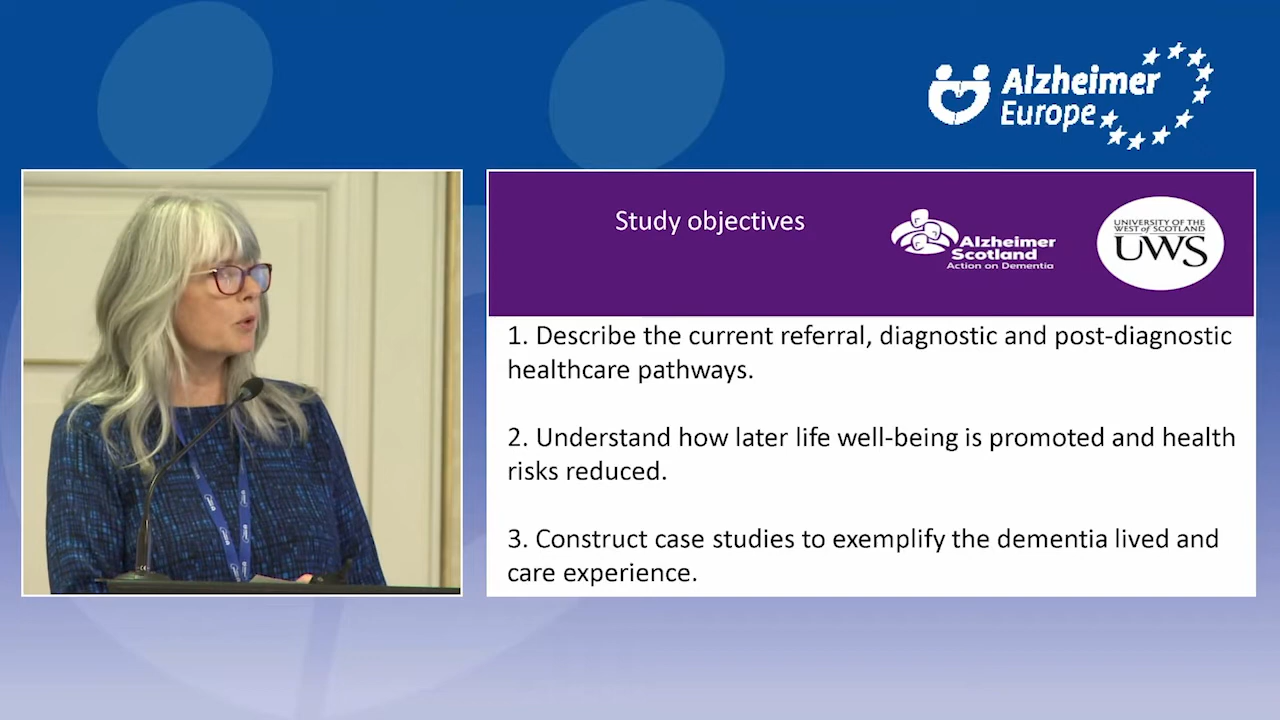 Alzheimer
Europe
Study objectives
Alzheimer
Scotland
Action on Dementia
UNIVERSITY OF THE
WEST of SCOTLAND
UWS
1. Describe the current referral, diagnostic and post-diagnostic
healthcare pathways.
2. Understand how later life well-being is promoted and health
risks reduced.
3. Construct case studies to exemplify the dementia lived and
care experience.